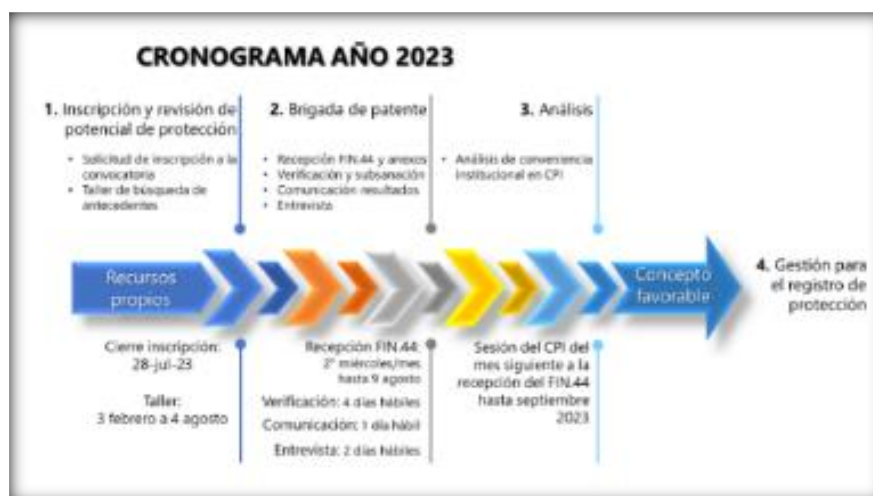 CRONOGRAMA AÑO 2023
1. Inscripción y revisión de
potencial de protección
• Solicitud de inscripción a la
convocatoria
• Taller de búsqueda de
antecedentes
2. Brigada de patente
• Recepción FIN.44 y anexos
• Verificación y subsanación
• Comunicación resultados
• Entrevista
3. Análisis
• Análisis de conveniencia
institucional en CPI
Recursos
propios
Concepto
favorable
4. Gestión para
el registro de
protección
Cierre inscripción:
28-jul-23
Taller:
3 febrero a 4 agosto
Recepción FIN.44:
2° miércoles/mes
hasta 9 agosto
Verificación: 4 días hábiles
Comunicación: 1 día hábil
Entrevista: 2 días hábiles
Sesión del CPI del
mes siguiente a la
recepción del FIN.44
hasta septiembre
2023